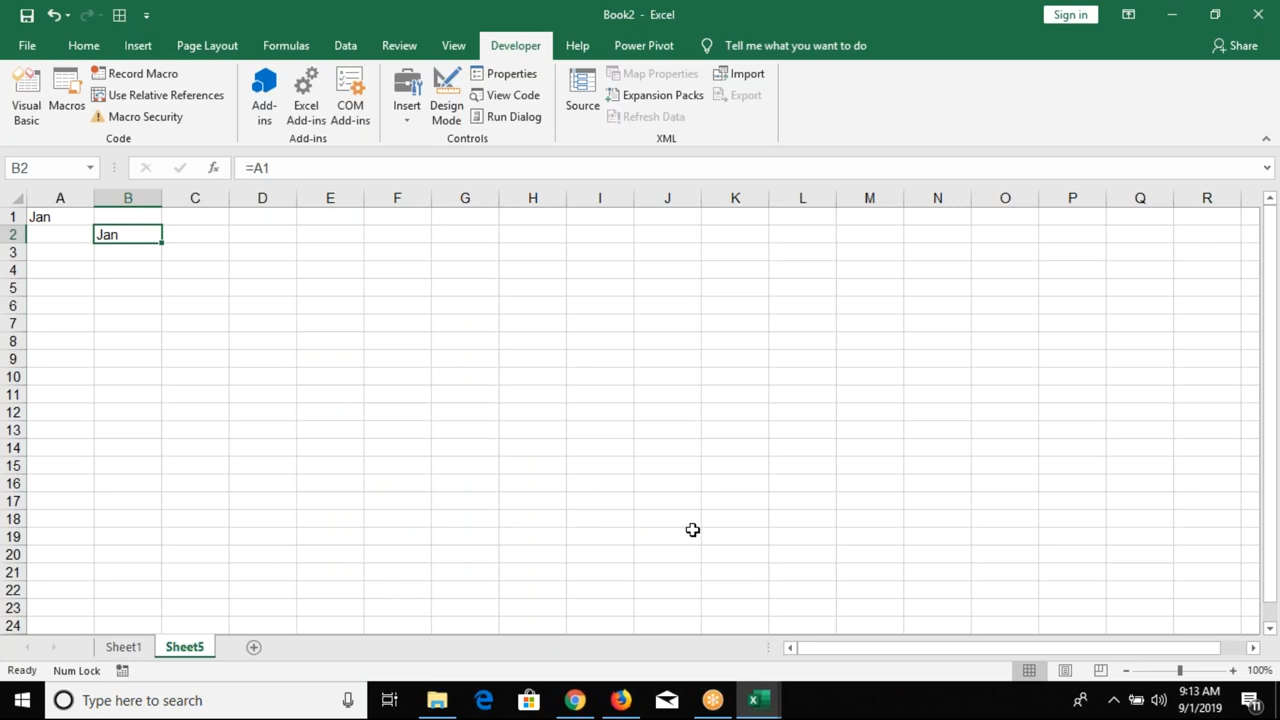 Book2 - Excel
Sign in
File Home Insert Page Layout Formulas Data Review View Developer Help Power Pivot Tell me what you want to do Share
Visual Basic
Macros
Record Macro
Use Relative References
Macro Security
Code
Add-ins
Excel Add-ins
COM Add-ins
Add-ins
Insert
Design Mode
Properties
View Code
Run Dialog
Controls
Source
Map Properties
Expansion Packs
Refresh Data
Import
Export
XML
B2 fx =A1
A B C D E F G H I J K L M N O P Q R
1 Jan
2 Jan
3
4
5
6
7
8
9
10
11
12
13
14
15
16
17
18
19
20
21
22
23
24
Sheet1 Sheet5
Ready Num Lock 100%
Type here to search
9:13 AM
9/1/2019
11